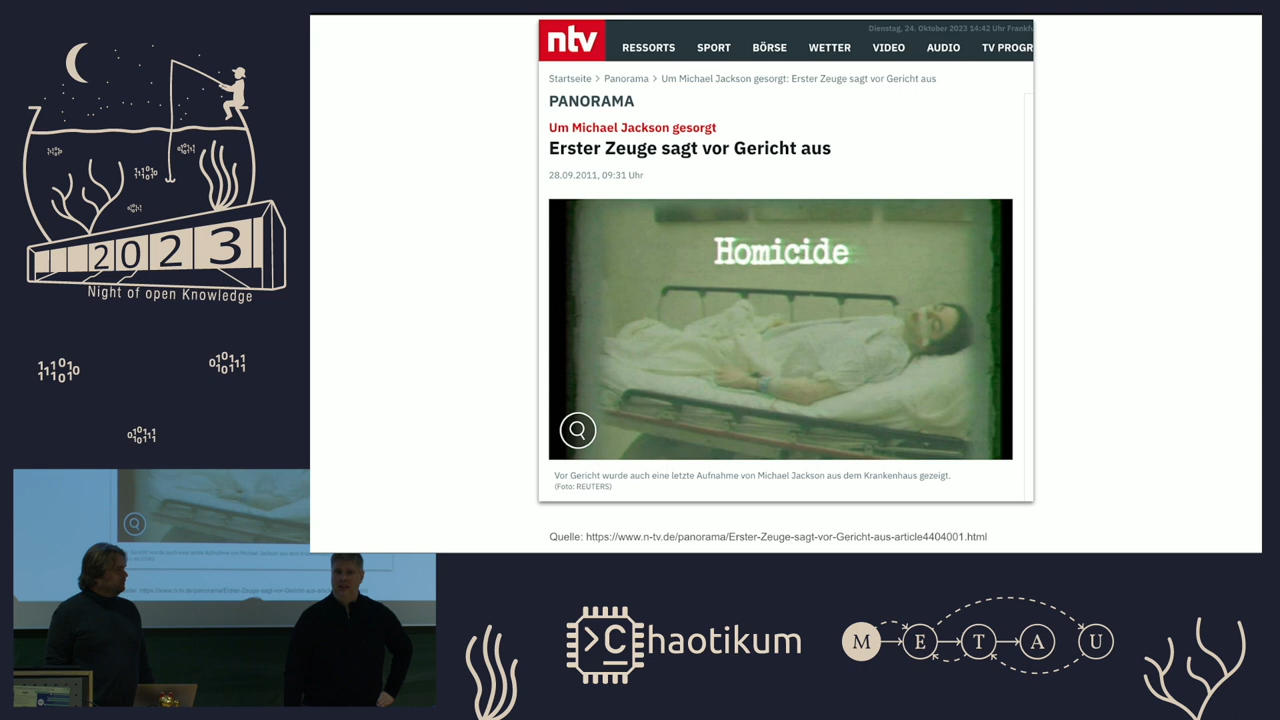 ntv
Dienstag, 24. Oktober 2023 14:42 Uhr Frankfu
RESSORTS SPORT BÖRSE WETTER VIDEO AUDIO TV PROGR
Startseite > Panorama > Um Michael Jackson gesorgt: Erster Zeuge sagt vor Gericht aus
PANORAMA
Um Michael Jackson gesorgt
Erster Zeuge sagt vor Gericht aus
28.09.2011, 09:31 Uhr
Homicide
Vor Gericht wurde auch eine letzte Aufnahme von Michael Jackson aus dem Krankenhaus gezeigt.
(Foto: REUTERS)
Quelle: https://www.n-tv.de/panorama/Erster-Zeuge-sagt-vor-Gericht-aus-article4404001.html
2023
Night of open Knowledge
>Chaotikum
M E T A U